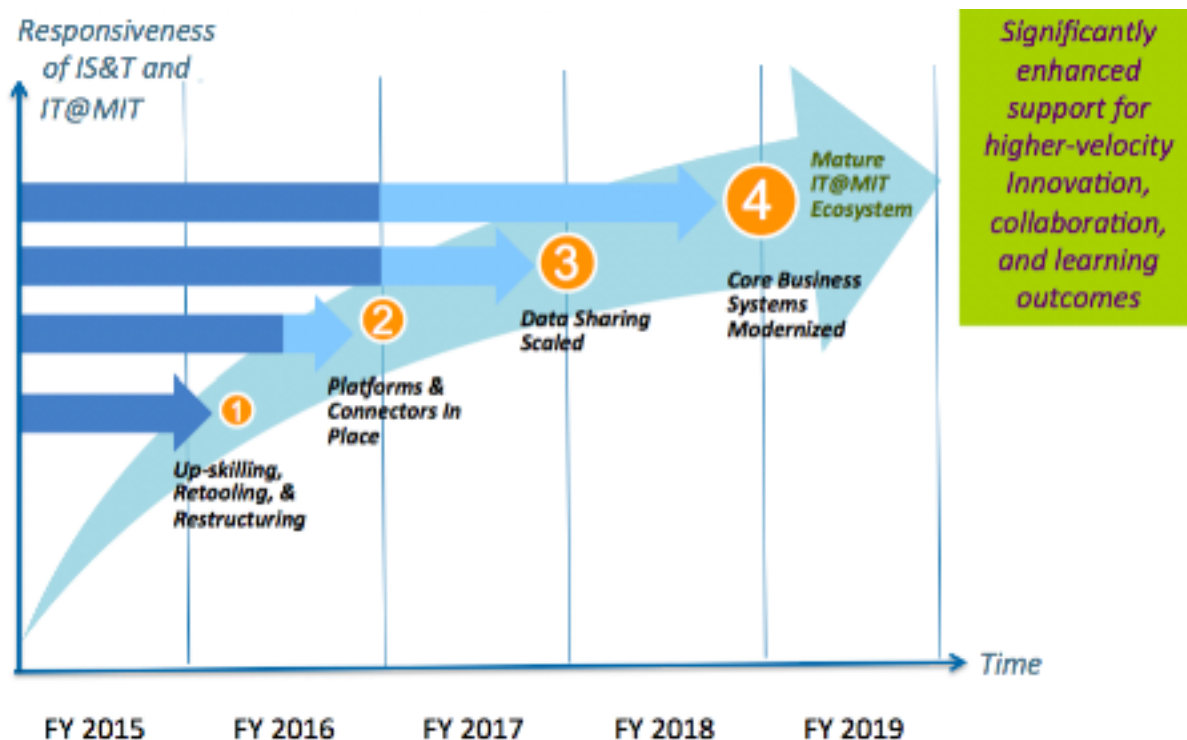 Responsiveness
of IS&T and
IT@MIT
Significantly
enhanced
support for
higher-velocity
Innovation,
collaboration,
and learning
outcomes
4
Mature
IT@MIT
Ecosystem
3
Core Business
Systems
Modernized
2
Data Sharing
Scaled
1
Platforms &
Connectors In
Place
Up-skilling,
Retooling, &
Restructuring
Time
FY 2015
FY 2016
FY 2017
FY 2018
FY 2019